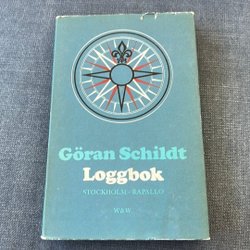 Göran Schildt
Loggbok
STOCKHOLM - RAPALLO
W&W